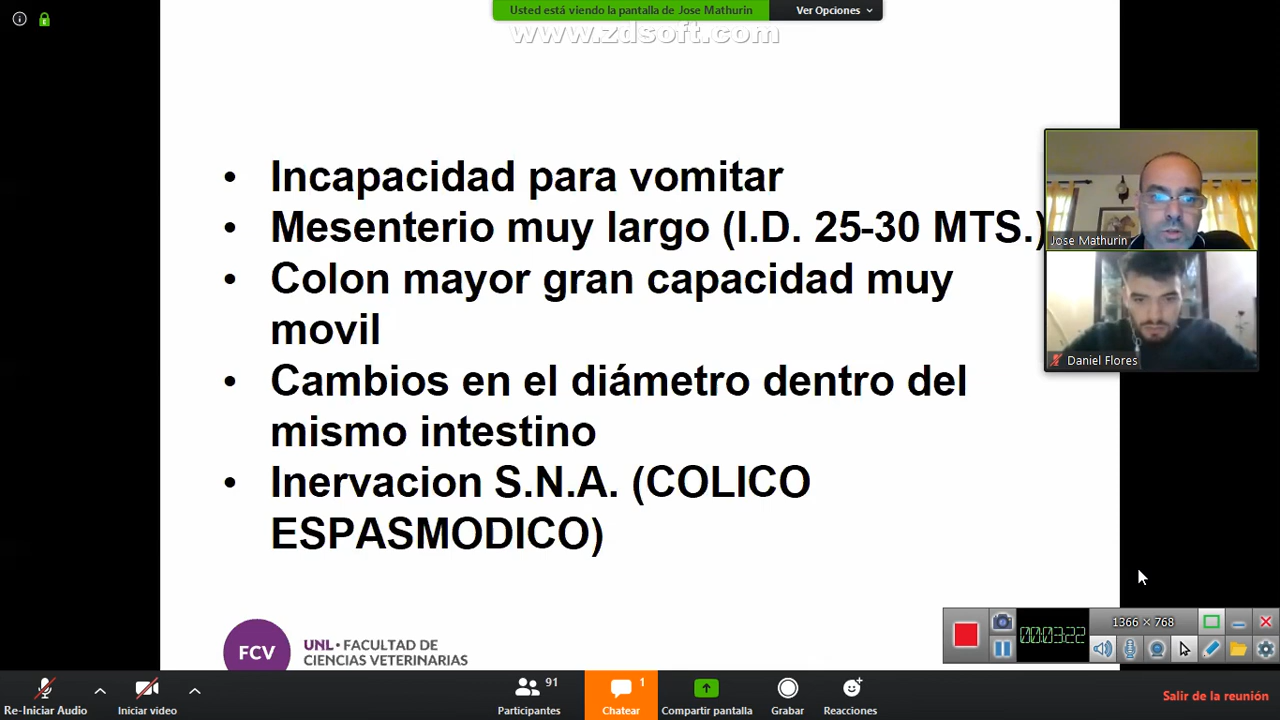 Usted está viendo la pantalla de Jose Mathurin
Ver Opciones
www.zdsoft.com
• Incapacidad para vomitar
• Mesenterio muy largo (I.D. 25-30 MTS.)
• Colon mayor gran capacidad muy
movil
• Cambios en el diámetro dentro del
mismo intestino
• Inervacion S.N.A. (COLICO
ESPASMODICO)
Jose Mathurin
Daniel Flores
FCV
UNL • FACULTAD DE
CIENCIAS VETERINARIAS
1366 × 768
00:03:22
Re-Iniciar Audio
Iniciar video
Participantes
91
Chatear
1
Compartir pantalla
Grabar
Reacciones
Salir de la reunión